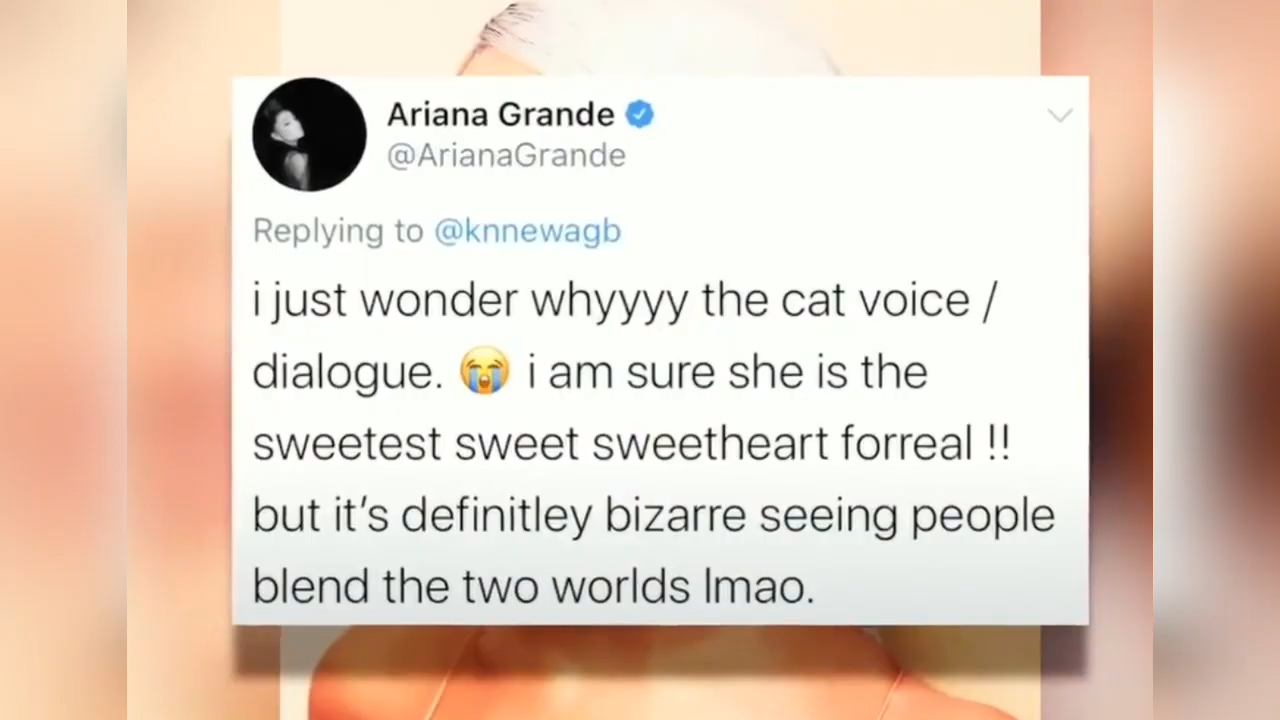 Ariana Grande
@ArianaGrande
Replying to @knnewagb
i just wonder whyyyy the cat voice /
dialogue. 😭 i am sure she is the
sweetest sweet sweetheart forreal !!
but it's definitley bizarre seeing people
blend the two worlds lmao.